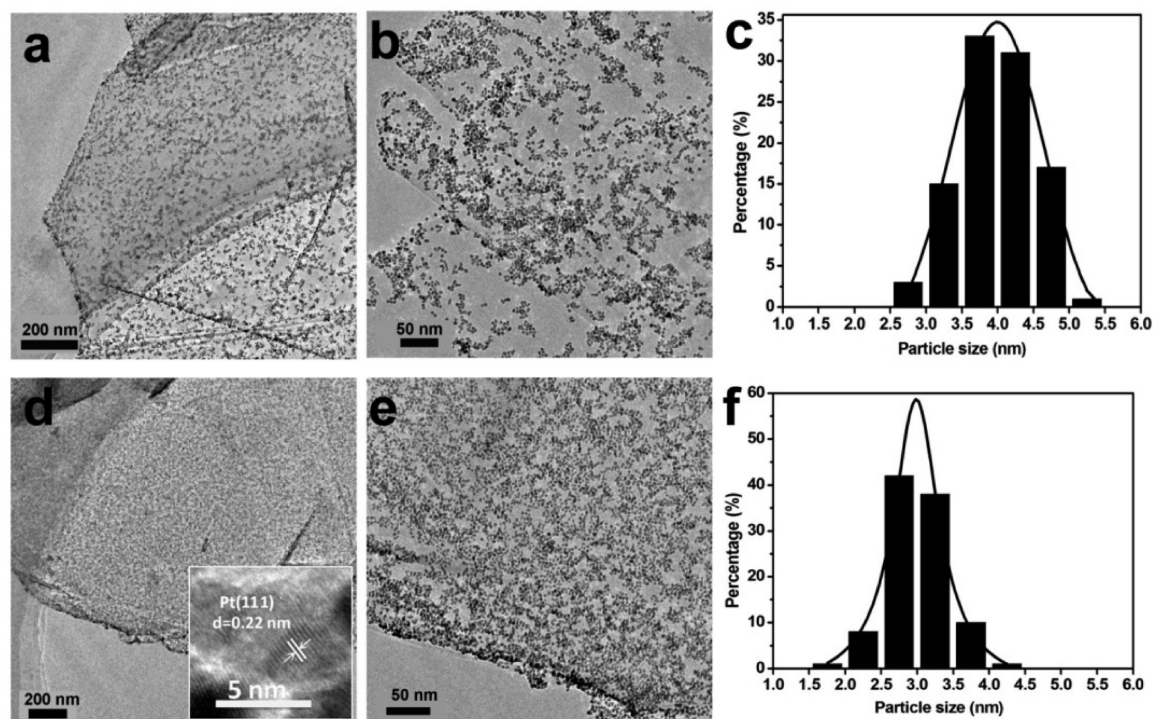 a
200 nm
b
50 nm
c
Percentage (%)
35
30
25
20
15
10
5
0
1.0 1.5 2.0 2.5 3.0 3.5 4.0 4.5 5.0 5.5 6.0
Particle size (nm)
d
200 nm
Pt(111)
d=0.22 nm
5 nm
e
50 nm
f
Percentage (%)
60
50
40
30
20
10
0
1.0 1.5 2.0 2.5 3.0 3.5 4.0 4.5 5.0 5.5 6.0
Particle size (nm)